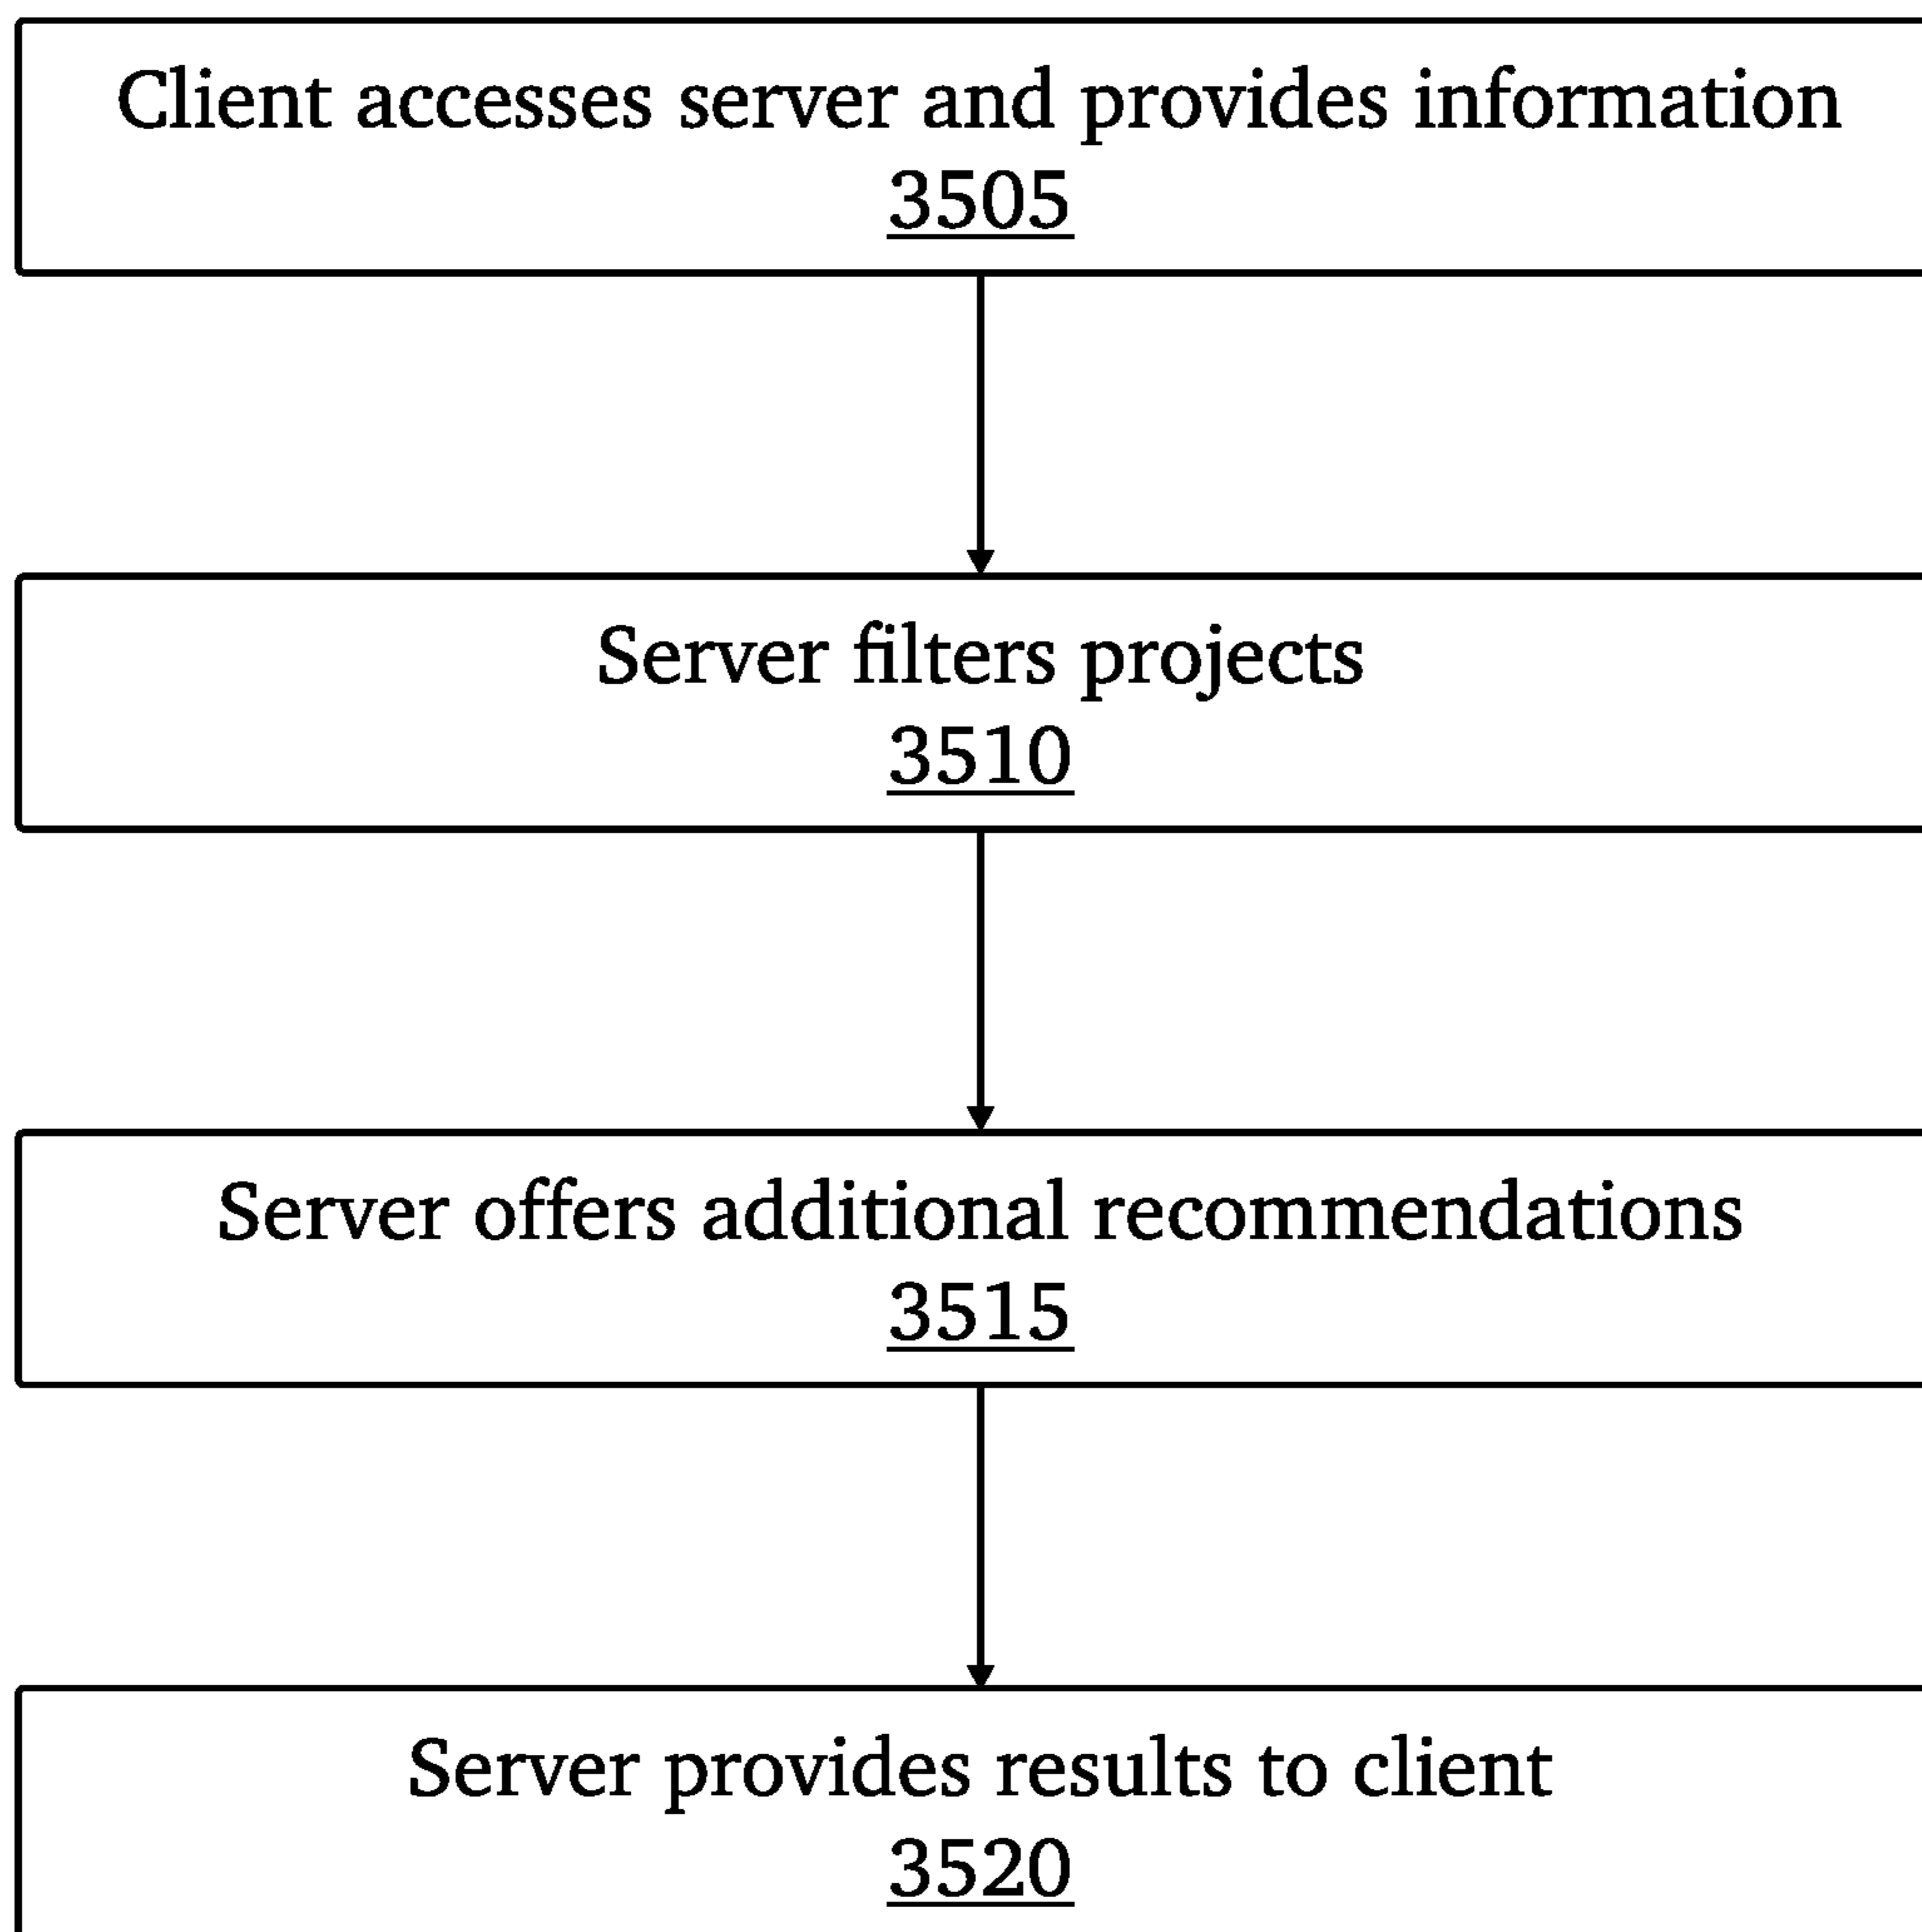 Client accesses server and provides information
3505
Server filters projects
3510
Server offers additional recommendations
3515
Server provides results to client
3520